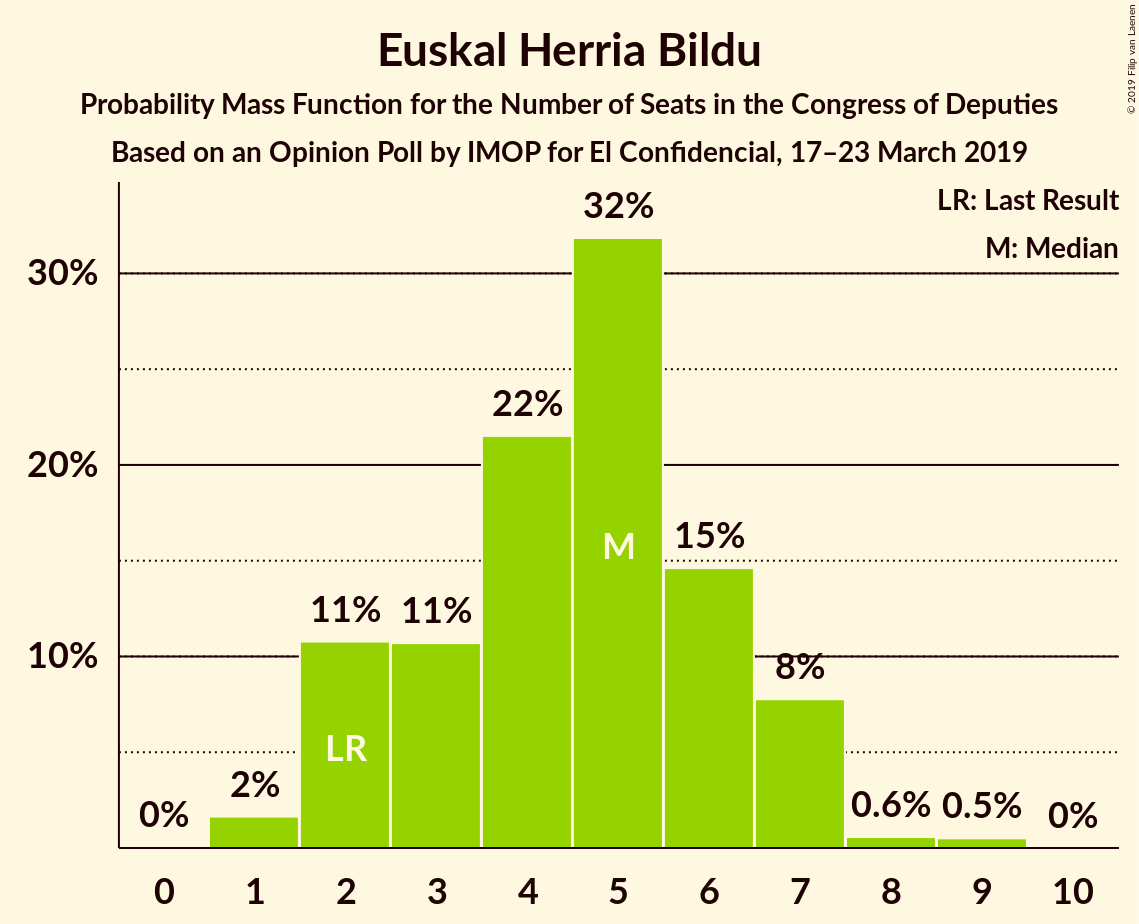 Euskal Herria Bildu
Probability Mass Function for the Number of Seats in the Congress of Deputies
Based on an Opinion Poll by IMOP for El Confidencial, 17–23 March 2019
© 2019 Filip van Laenen
LR: Last Result
M: Median
30%
20%
10%
0%
2%
11%
11%
22%
32%
15%
8%
0.6%
0.5%
0%
LR
M
0 1 2 3 4 5 6 7 8 9 10